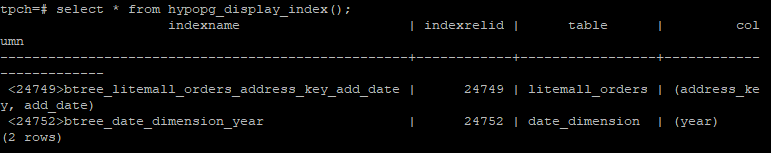 tpch=# select * from hypopg_display_index();
                     indexname                      | indexrelid |      table      |          col
umn
----------------------------------------------------+------------+-----------------+------------
-------------
 <24749>btree_litemall_orders_address_key_add_date |      24749 | litemall_orders | (address_ke
y, add_date)
 <24752>btree_date_dimension_year                   |      24752 | date_dimension  | (year)
(2 rows)